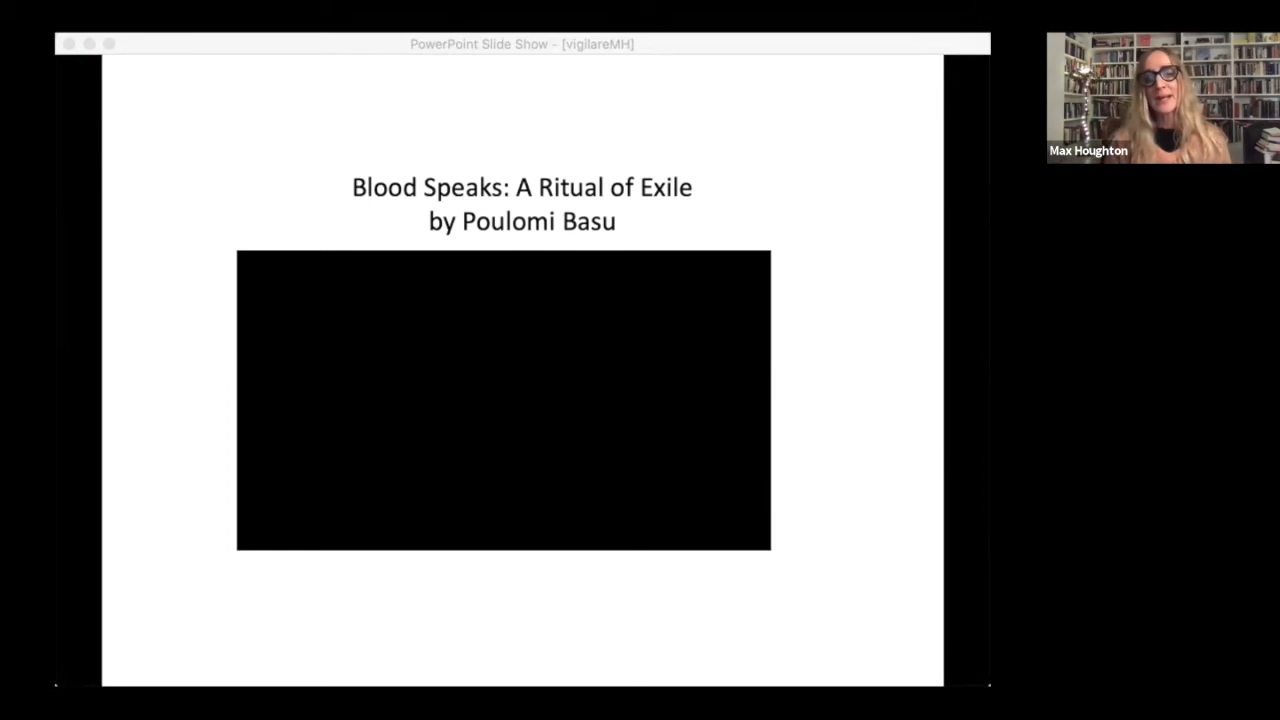 PowerPoint Slide Show - [vigilareMH]
Blood Speaks: A Ritual of Exile
by Poulomi Basu
Max Houghton